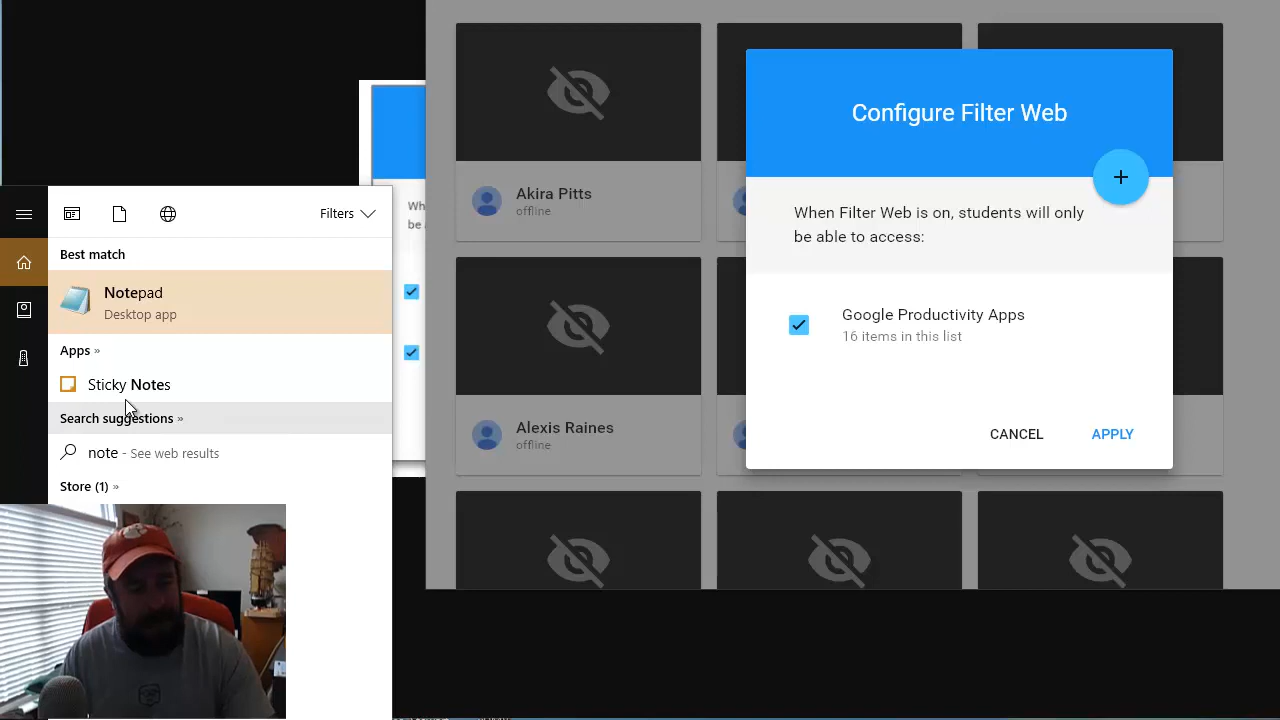 Filters
Best match
Notepad
Desktop app
Apps »
Sticky Notes
Search suggestions »
note - See web results
Store (1) »
Wh
be a
Akira Pitts
offline
Alexis Raines
offline
Configure Filter Web
+
When Filter Web is on, students will only
be able to access:
Google Productivity Apps
16 items in this list
CANCEL
APPLY